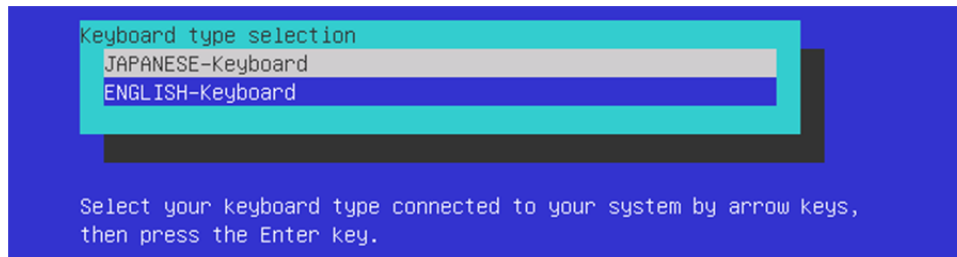 Keyboard type selection
JAPANESE-Keyboard
ENGLISH-Keyboard
Select your keyboard type connected to your system by arrow keys,
then press the Enter key.